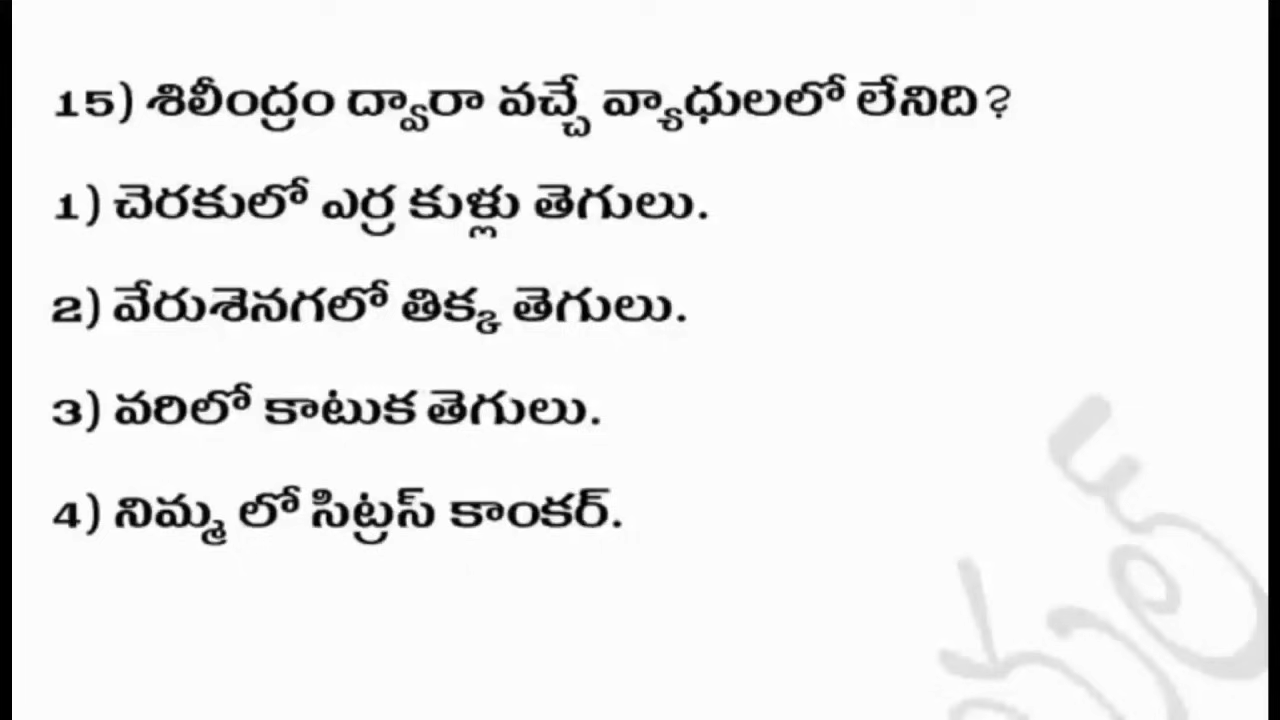 15) శిలీంద్రం ద్వారా వచ్చే వ్యాధులలో లేనిది?
1) చెరకులో ఎర్ర కుళ్లు తెగులు.
2) వేరుశెనగలో తిక్క తెగులు.
3) వరిలో కాటుక తెగులు.
4) నిమ్మ లో సిట్రస్ కాంకర్.